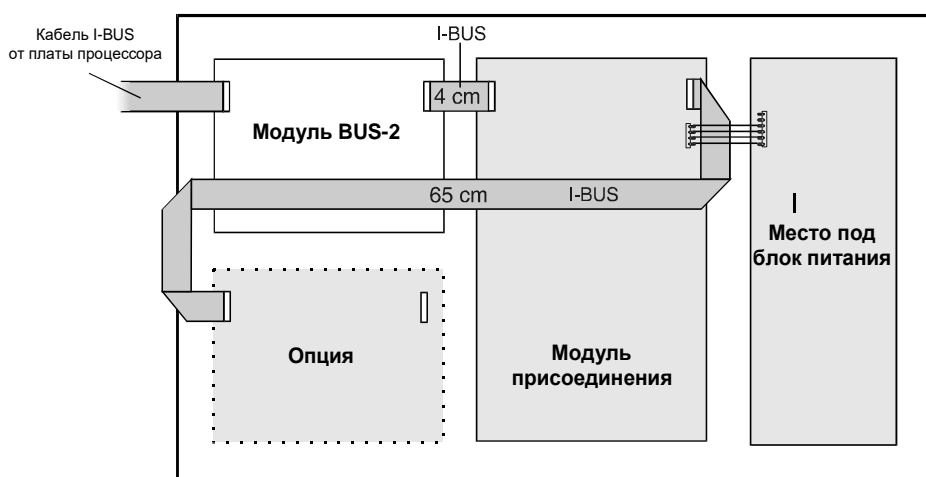 Кабель I-BUS
от платы процессора
I-BUS
4 cm
Модуль BUS-2
65 cm
I-BUS
Место под
блок питания
Опция
Модуль
присоединения